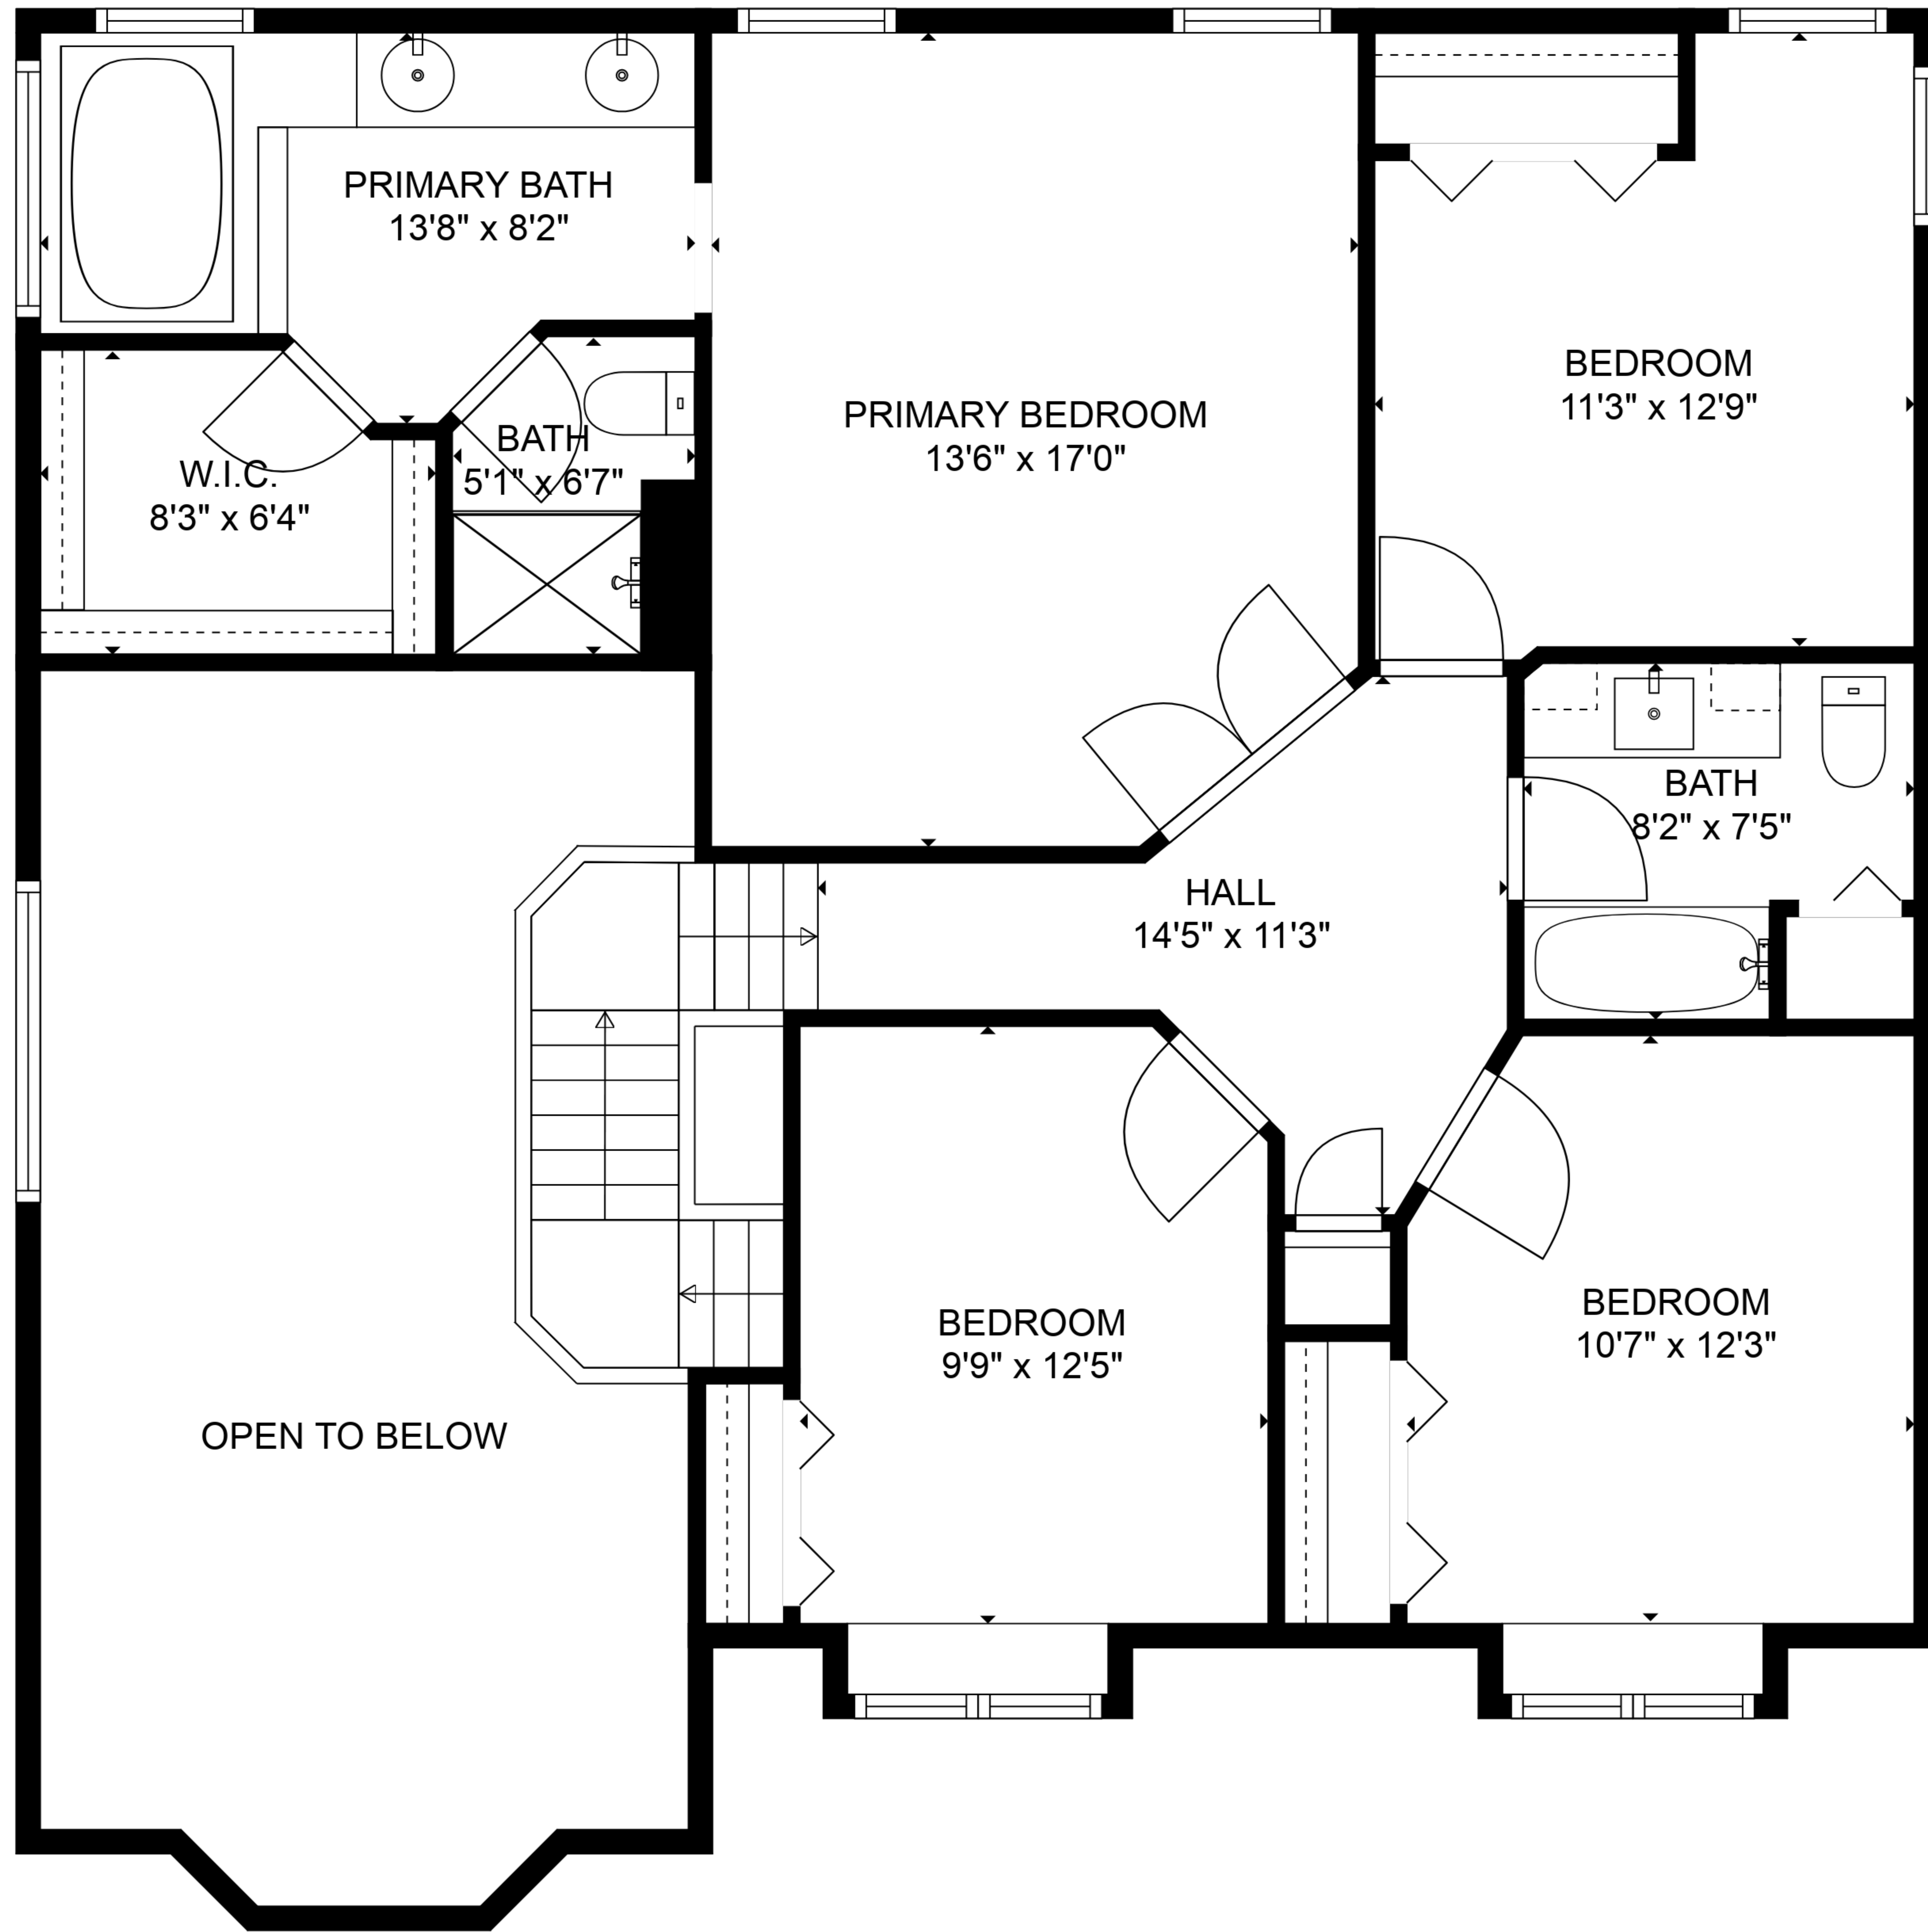 PRIMARY BATH
13'8" x 8'2"
PRIMARY BEDROOM
13'6" x 17'0"
BEDROOM
11'3" x 12'9"
W.I.C.
8'3" x 6'4"
BATH
5'1" x 6'7"
BATH
8'2" x 7'5"
HALL
14'5" x 11'3"
BEDROOM
9'9" x 12'5"
BEDROOM
10'7" x 12'3"
OPEN TO BELOW